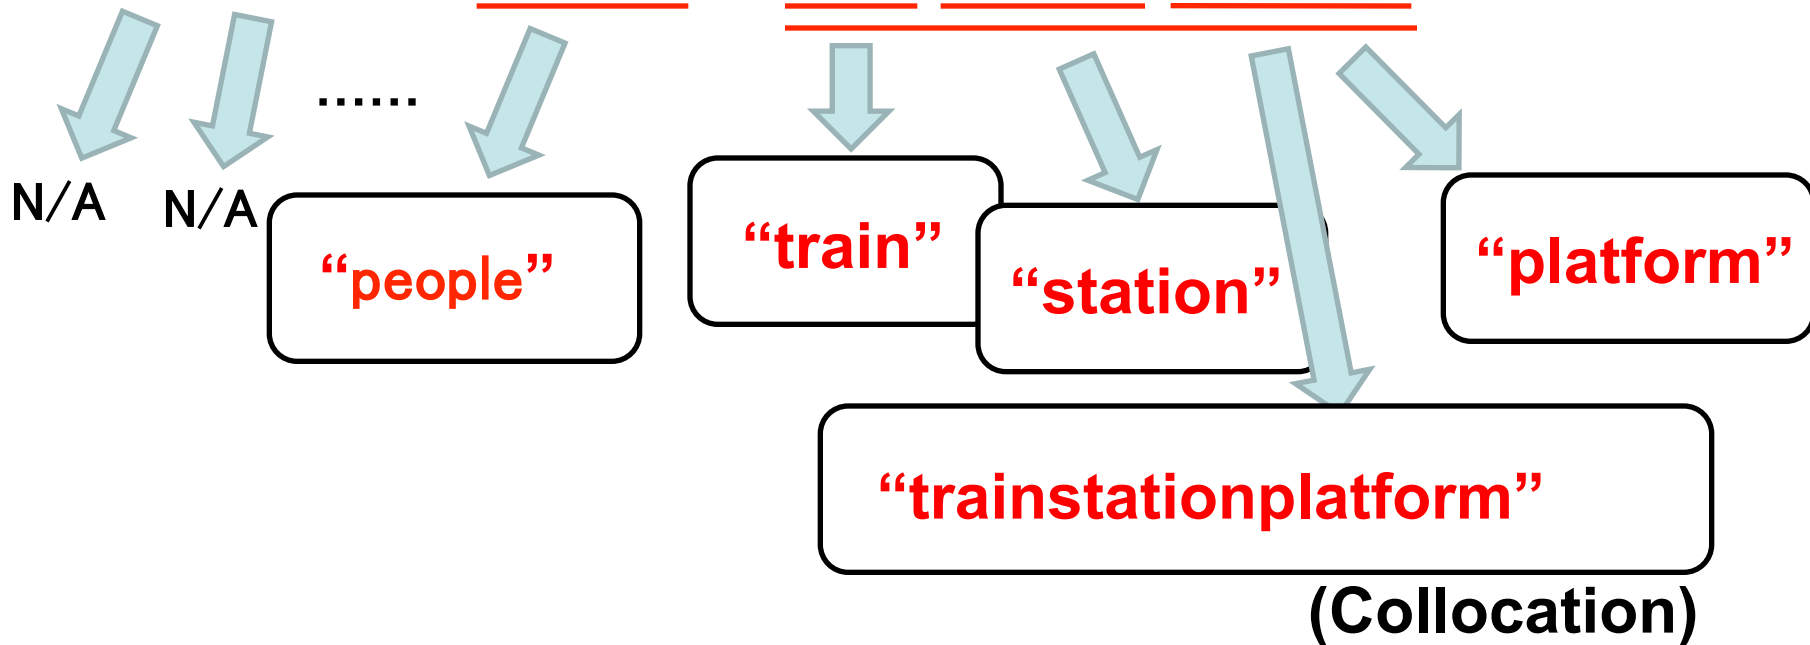 ......
N/A
N/A
“people”
“train”
“station”
“platform”
“trainstationplatform”
(Collocation)